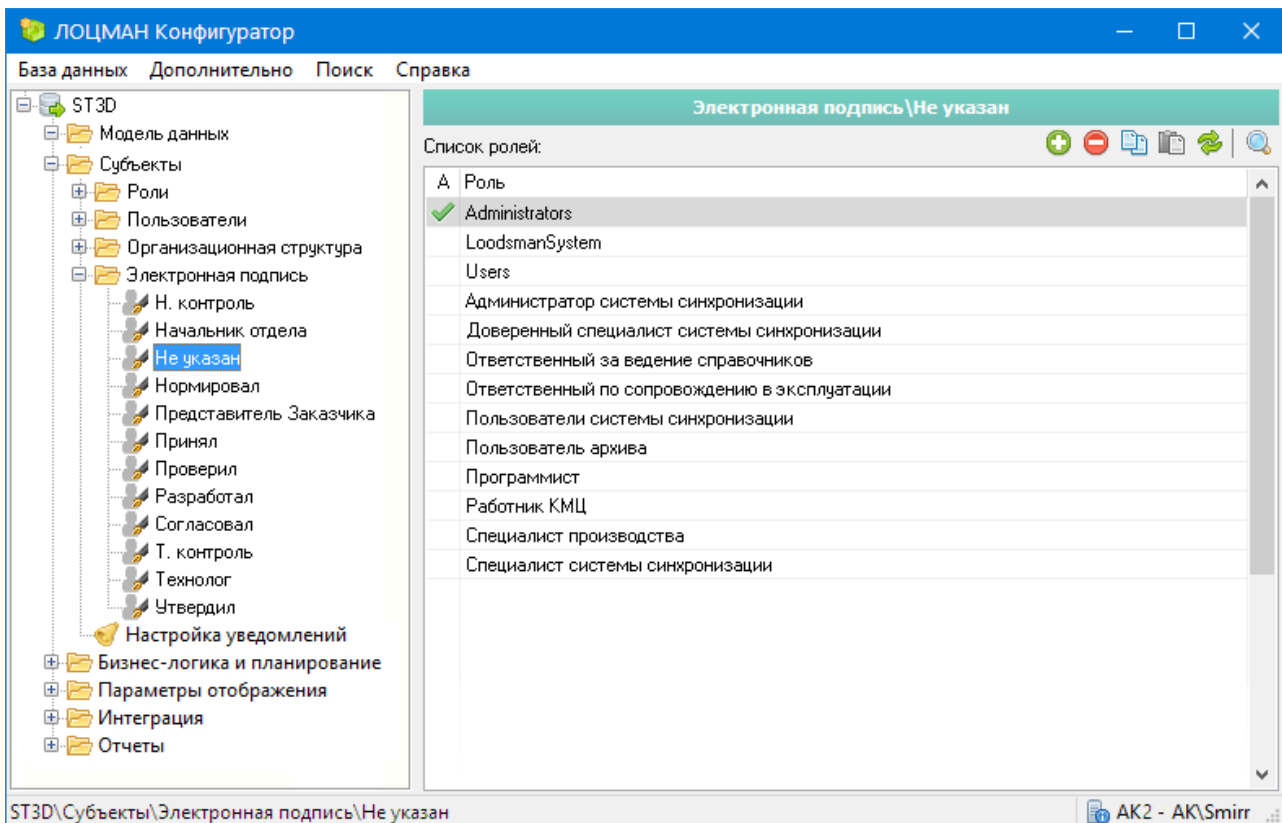 ЛОЦМАН Конфигуратор
База данных Дополнительно Поиск Справка
ST3D
Модель данных
Субъекты
Роли
Пользователи
Организационная структура
Электронная подпись
Н. контроль
Начальник отдела
Не указан
Нормировал
Представитель Заказчика
Принял
Проверил
Разработал
Согласовал
Т. контроль
Технолог
Утвердил
Настройка уведомлений
Бизнес-логика и планирование
Параметры отображения
Интеграция
Отчеты
Электронная подпись\Не указан
Список ролей:
А Роль
Administrators
LoodsmanSystem
Users
Администратор системы синхронизации
Доверенный специалист системы синхронизации
Ответственный за ведение справочников
Ответственный по сопровождению в эксплуатации
Пользователи системы синхронизации
Пользователь архива
Программист
Работник КМЦ
Специалист производства
Специалист системы синхронизации
ST3D\Субъекты\Электронная подпись\Не указан
AK2 - AK\Smirr